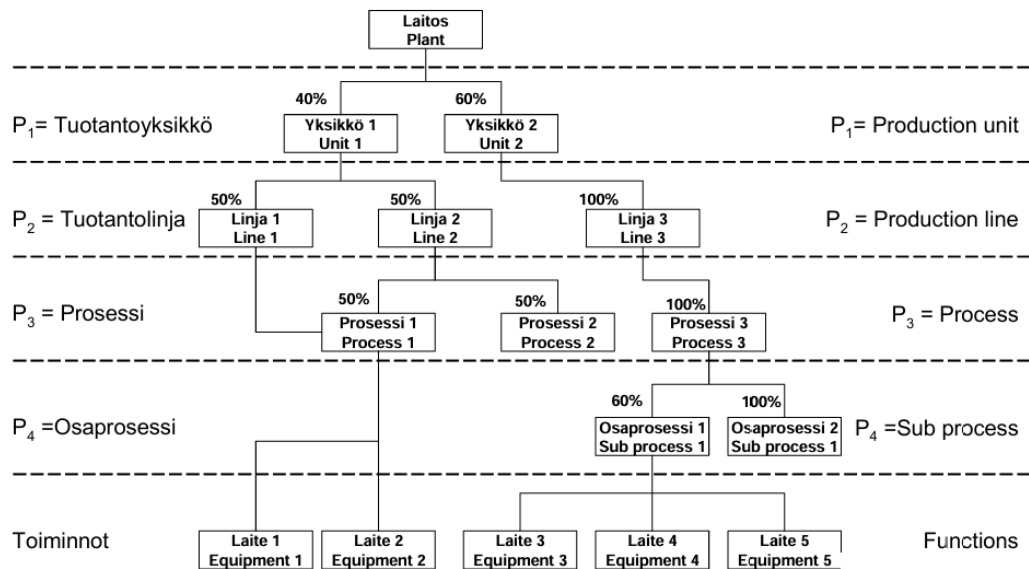 Laitos
Plant
40%
60%
P₁= Tuotantoyksikkö
Yksikkö 1
Unit 1
Yksikkö 2
Unit 2
P₁= Production unit
50%
50%
100%
P₂ = Tuotantolinja
Linja 1
Line 1
Linja 2
Line 2
Linja 3
Line 3
P₂ = Production line
50%
50%
100%
P₃ = Prosessi
Prosessi 1
Process 1
Prosessi 2
Process 2
Prosessi 3
Process 3
P₃ = Process
60%
100%
P₄ =Osaprosessi
Osaprosessi 1
Sub process 1
Osaprosessi 2
Sub process 1
P₄ =Sub process
Toiminnot
Laite 1
Equipment 1
Laite 2
Equipment 2
Laite 3
Equipment 3
Laite 4
Equipment 4
Laite 5
Equipment 5
Functions